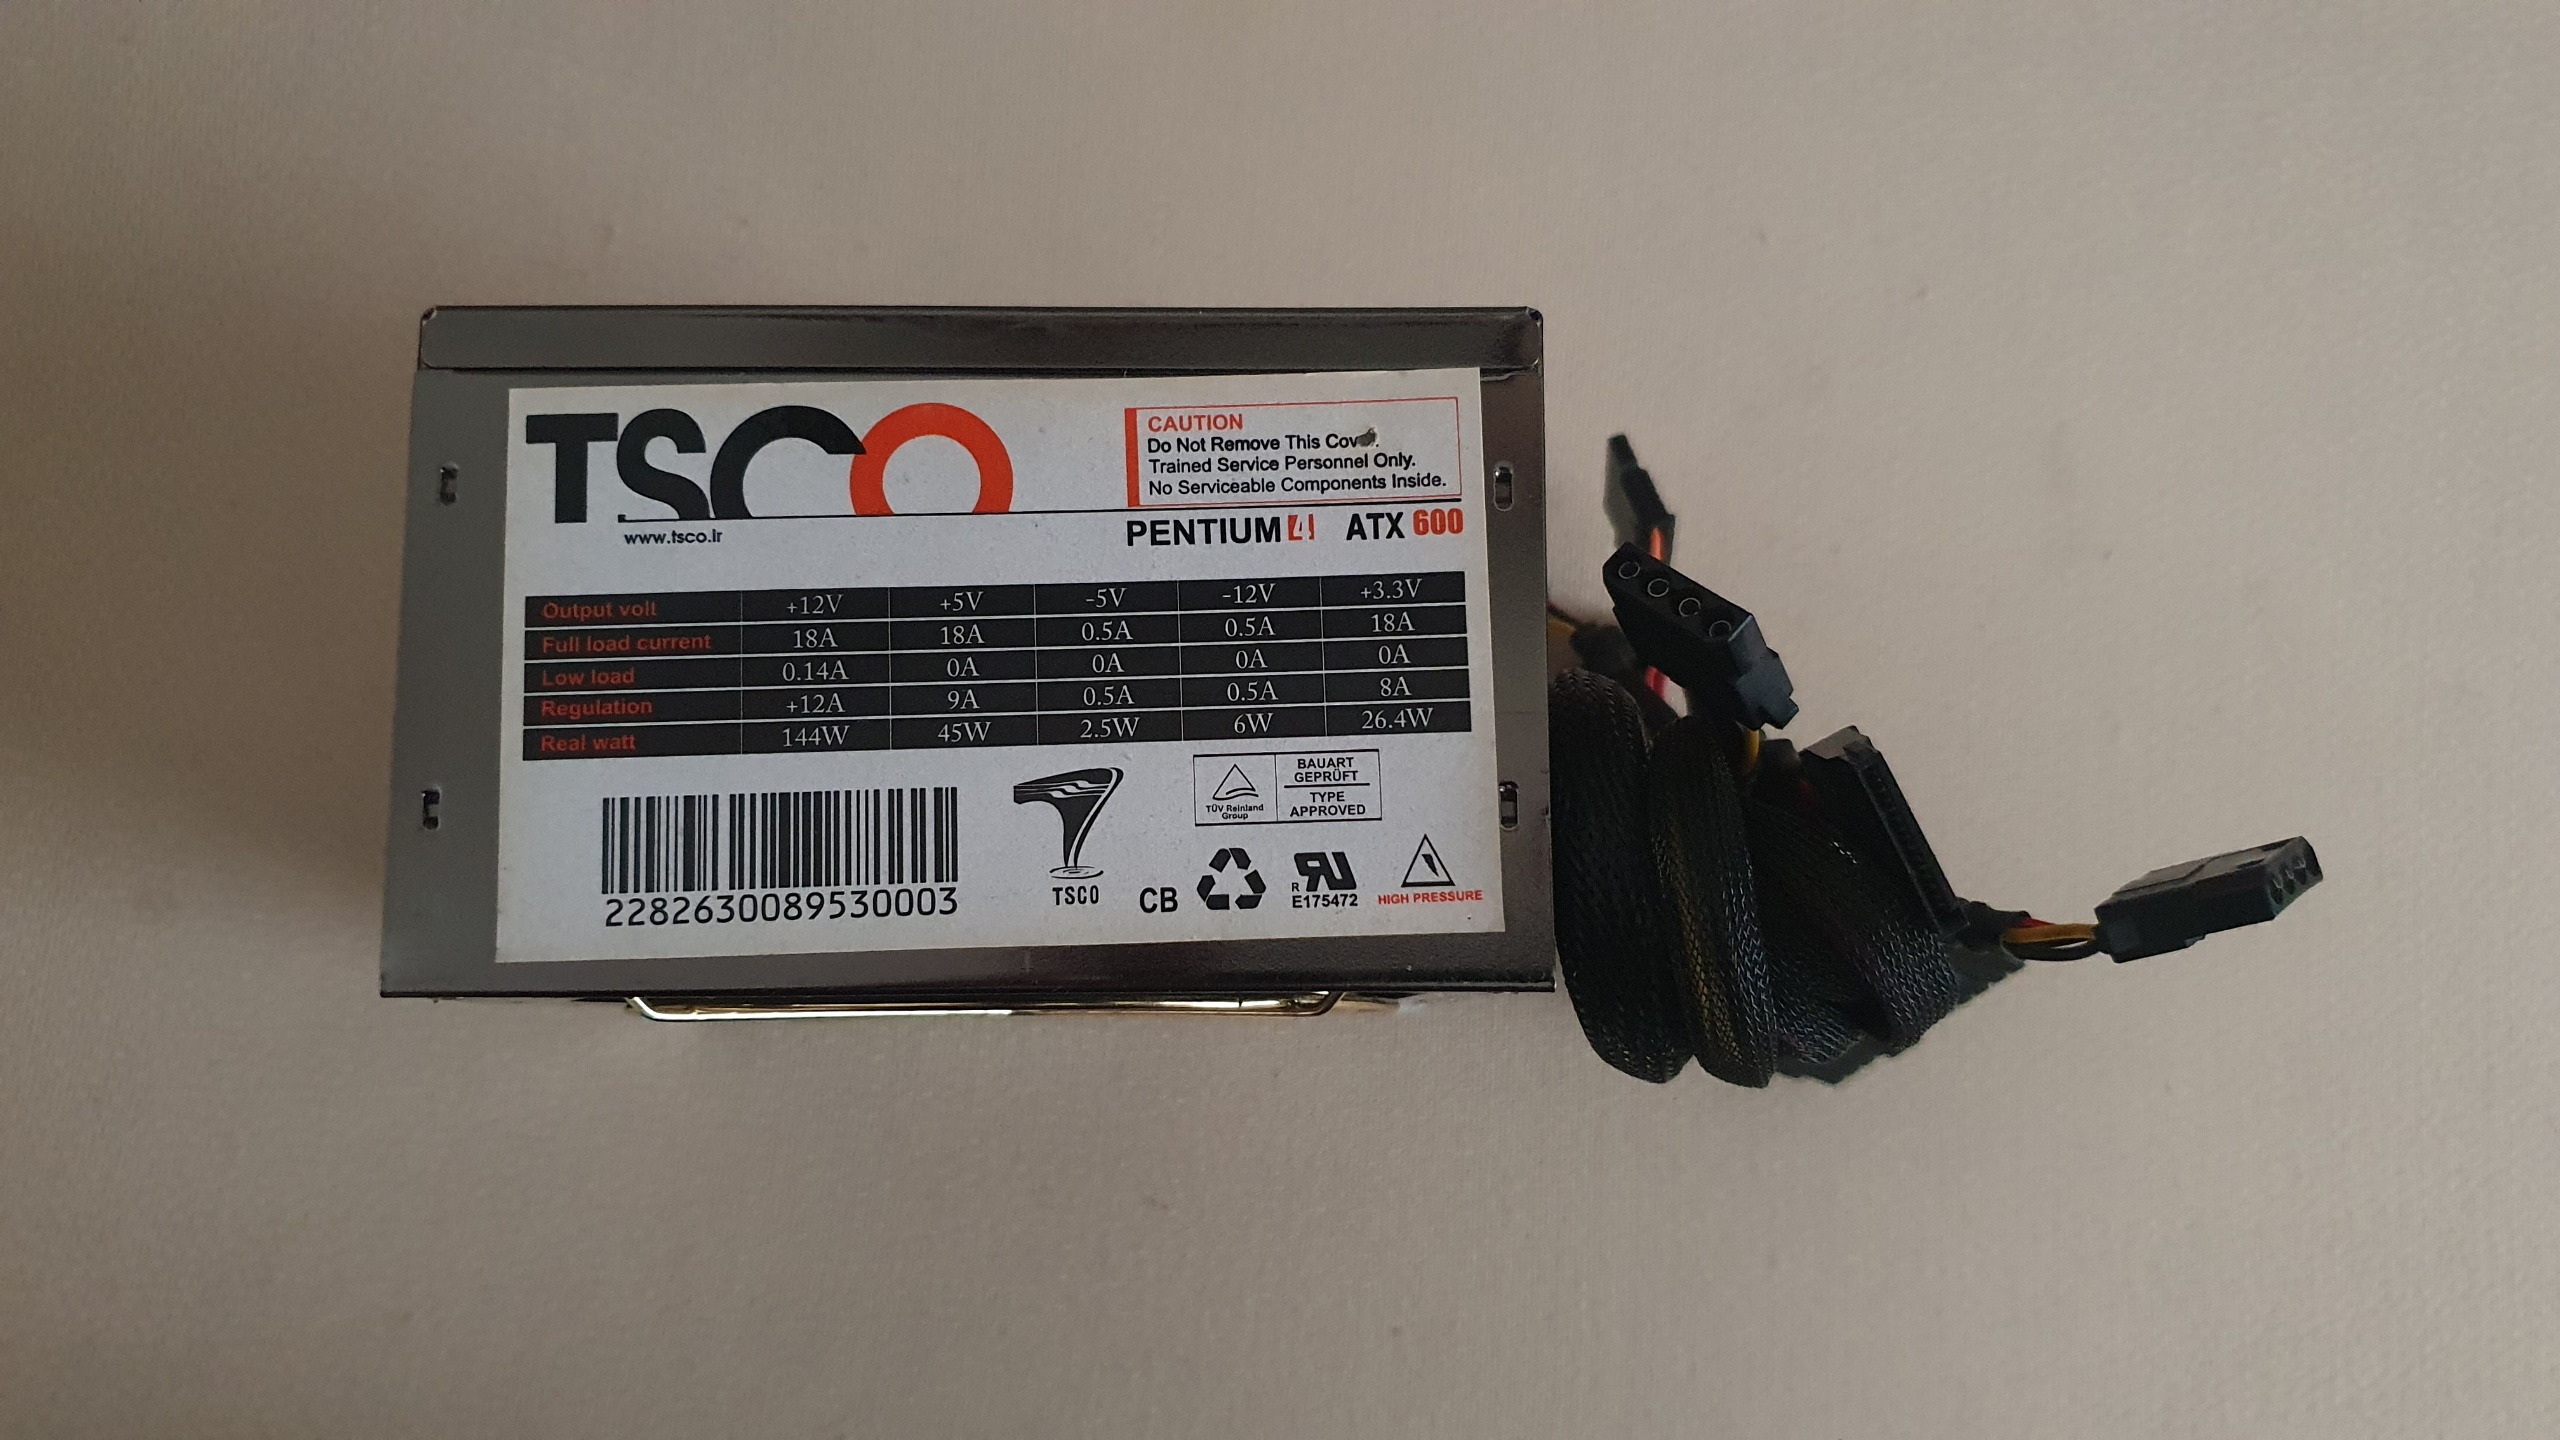 TSCO
www.tsco.ir
CAUTION
Do Not Remove This
Trained Service Personnel Only.
No Serviceable Components Inside.
PENTIUM 4 ATX 600
Output volt +12V +5V -5V -12V +3.3V
Full load current 18A 18A 0.5A 0.5A 18A
Low load 0.14A 0A 0A 0A 0A
Regulation +12A 9A 0.5A 0.5A 8A
Real watt 144W 45W 2.5W 6W 26.4W
2282630089530003
TSCO
TÜV Reinland
Group
BAUART
GEPRÜFT
TYPE
APPROVED
CB
R
E175472
HIGH PRESSURE